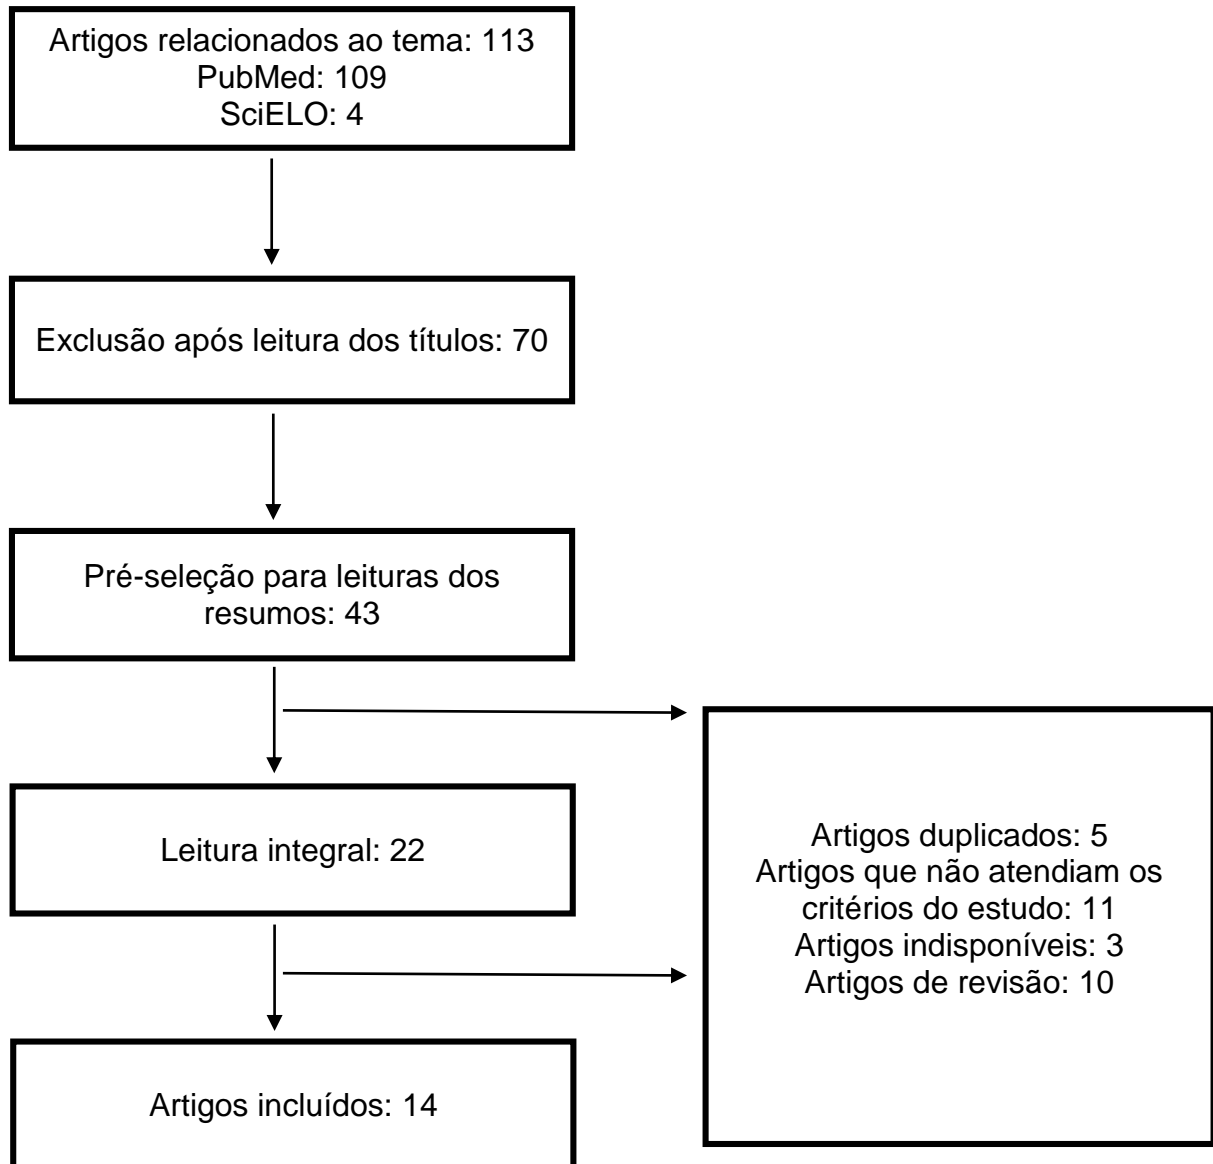 Artigos relacionados ao tema: 113
PubMed: 109
SciELO: 4
Exclusão após leitura dos títulos: 70
Pré-seleção para leituras dos
resumos: 43
Leitura integral: 22
Artigos duplicados: 5
Artigos que não atendiam os
critérios do estudo: 11
Artigos indisponíveis: 3
Artigos de revisão: 10
Artigos incluídos: 14